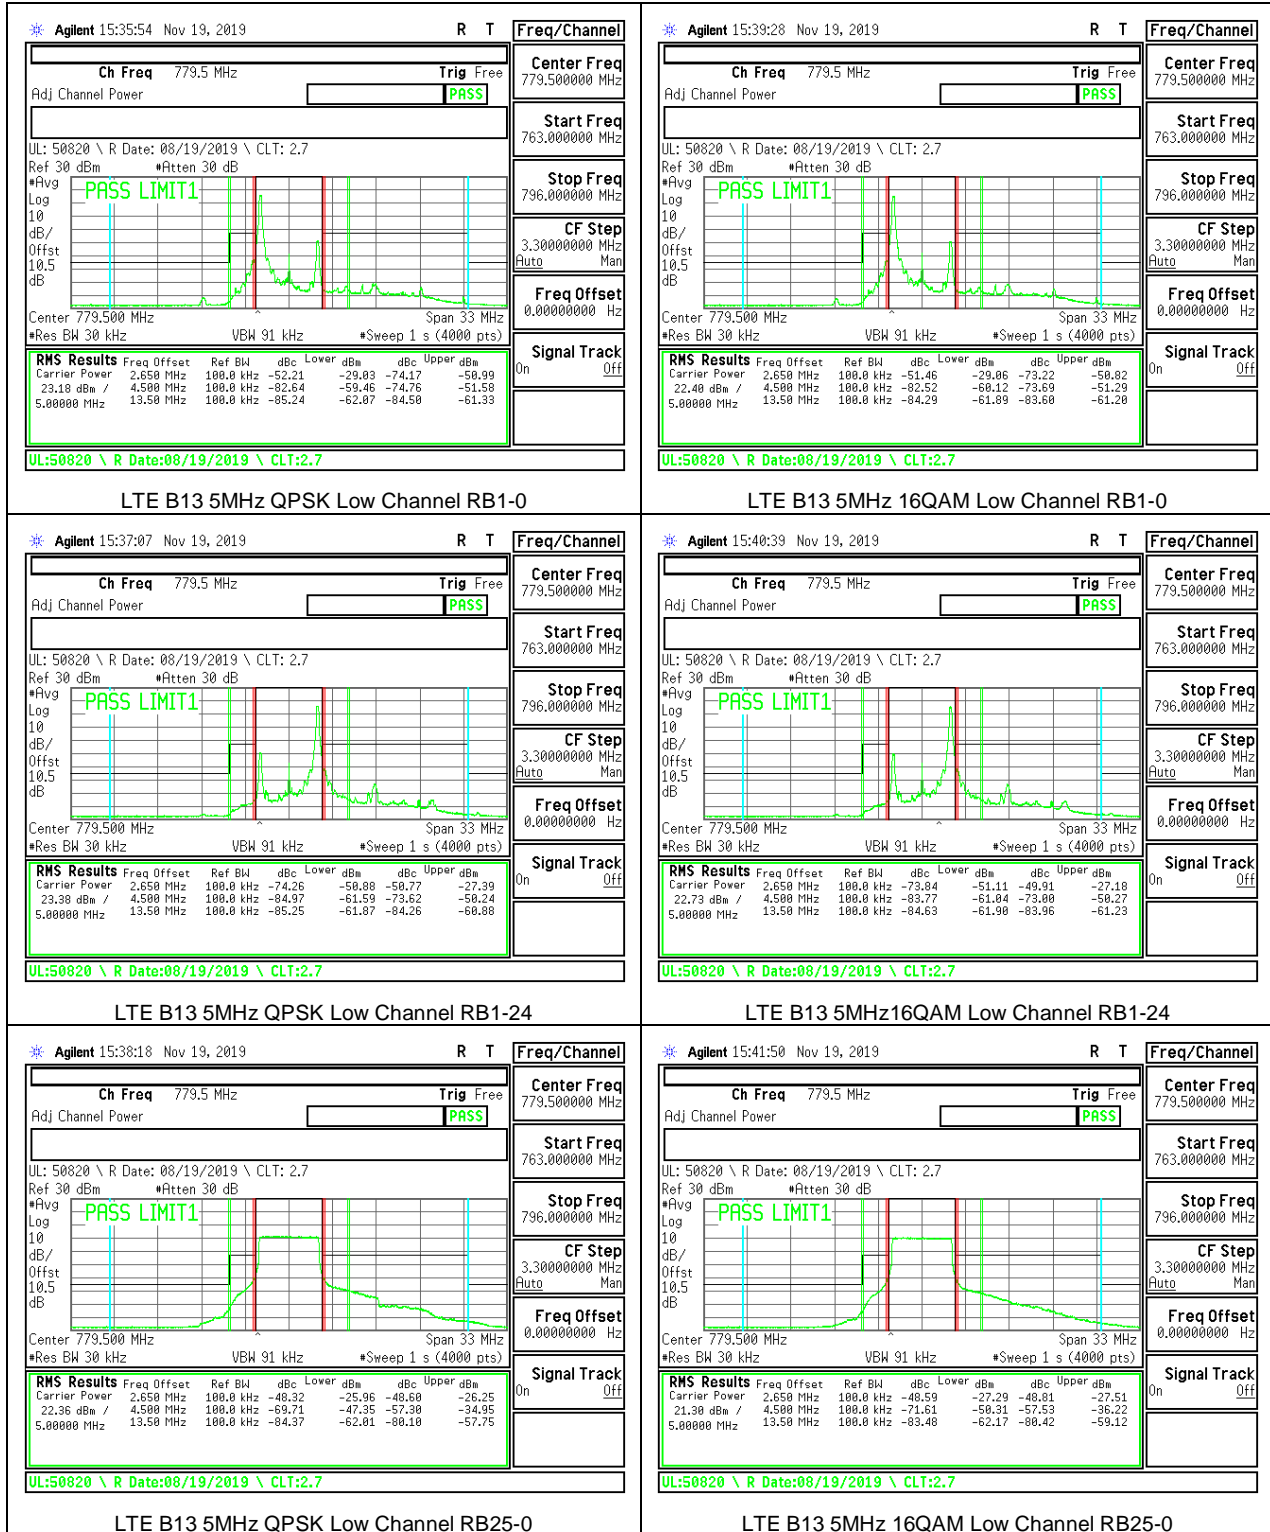 Agilent 15:35:54 Nov 19, 2019 R T Freq/Channel
Ch Freq 779.5 MHz Trig Free
Adj Channel Power PASS
Center Freq
779.500000 MHz
Start Freq
763.000000 MHz
UL: 50820 \ R Date: 08/19/2019 \ CLT: 2.7
Ref 30 dBm #Atten 30 dB
Stop Freq
796.000000 MHz
#Avg
Log
10
dB/
Offst
10.5
dB
PASS LIMIT1
CF Step
3.30000000 MHz
Auto Man
Freq Offset
0.00000000 Hz
Center 779.500 MHz Span 33 MHz
#Res BW 30 kHz VBW 91 kHz #Sweep 1 s (4000 pts)
Signal Track
On Off
RMS Results Freq Offset Ref BW dBc Lower dBm dBc Upper dBm
Carrier Power 2.650 MHz 100.0 kHz -52.21 -29.03 -74.17 -50.99
23.18 dBm / 4.500 MHz 100.0 kHz -82.64 -59.46 -74.76 -51.58
5.00000 MHz 13.50 MHz 100.0 kHz -85.24 -62.07 -84.50 -61.33
UL:50820 \ R Date:08/19/2019 \ CLT:2.7
LTE B13 5MHz QPSK Low Channel RB1-0
Agilent 15:39:28 Nov 19, 2019 R T Freq/Channel
Ch Freq 779.5 MHz Trig Free
Adj Channel Power PASS
Center Freq
779.500000 MHz
Start Freq
763.000000 MHz
UL: 50820 \ R Date: 08/19/2019 \ CLT: 2.7
Ref 30 dBm #Atten 30 dB
Stop Freq
796.000000 MHz
#Avg
Log
10
dB/
Offst
10.5
dB
PASS LIMIT1
CF Step
3.30000000 MHz
Auto Man
Freq Offset
0.00000000 Hz
Center 779.500 MHz Span 33 MHz
#Res BW 30 kHz VBW 91 kHz #Sweep 1 s (4000 pts)
Signal Track
On Off
RMS Results Freq Offset Ref BW dBc Lower dBm dBc Upper dBm
Carrier Power 2.650 MHz 100.0 kHz -51.46 -29.06 -73.22 -50.82
22.40 dBm / 4.500 MHz 100.0 kHz -82.52 -60.12 -73.69 -51.29
5.00000 MHz 13.50 MHz 100.0 kHz -84.29 -61.89 -83.60 -61.20
UL:50820 \ R Date:08/19/2019 \ CLT:2.7
LTE B13 5MHz 16QAM Low Channel RB1-0
Agilent 15:37:07 Nov 19, 2019 R T Freq/Channel
Ch Freq 779.5 MHz Trig Free
Adj Channel Power PASS
Center Freq
779.500000 MHz
Start Freq
763.000000 MHz
UL: 50820 \ R Date: 08/19/2019 \ CLT: 2.7
Ref 30 dBm #Atten 30 dB
Stop Freq
796.000000 MHz
#Avg
Log
10
dB/
Offst
10.5
dB
PASS LIMIT1
CF Step
3.30000000 MHz
Auto Man
Freq Offset
0.00000000 Hz
Center 779.500 MHz Span 33 MHz
#Res BW 30 kHz VBW 91 kHz #Sweep 1 s (4000 pts)
Signal Track
On Off
RMS Results Freq Offset Ref BW dBc Lower dBm dBc Upper dBm
Carrier Power 2.650 MHz 100.0 kHz -74.26 -50.88 -50.77 -27.39
23.38 dBm / 4.500 MHz 100.0 kHz -84.97 -61.59 -73.62 -50.24
5.00000 MHz 13.50 MHz 100.0 kHz -85.25 -61.87 -84.26 -60.88
UL:50820 \ R Date:08/19/2019 \ CLT:2.7
LTE B13 5MHz QPSK Low Channel RB1-24
Agilent 15:40:39 Nov 19, 2019 R T Freq/Channel
Ch Freq 779.5 MHz Trig Free
Adj Channel Power PASS
Center Freq
779.500000 MHz
Start Freq
763.000000 MHz
UL: 50820 \ R Date: 08/19/2019 \ CLT: 2.7
Ref 30 dBm #Atten 30 dB
Stop Freq
796.000000 MHz
#Avg
Log
10
dB/
Offst
10.5
dB
PASS LIMIT1
CF Step
3.30000000 MHz
Auto Man
Freq Offset
0.00000000 Hz
Center 779.500 MHz Span 33 MHz
#Res BW 30 kHz VBW 91 kHz #Sweep 1 s (4000 pts)
Signal Track
On Off
RMS Results Freq Offset Ref BW dBc Lower dBm dBc Upper dBm
Carrier Power 2.650 MHz 100.0 kHz -73.84 -51.11 -49.91 -27.18
22.73 dBm / 4.500 MHz 100.0 kHz -83.77 -61.04 -73.00 -50.27
5.00000 MHz 13.50 MHz 100.0 kHz -84.63 -61.90 -83.96 -61.23
UL:50820 \ R Date:08/19/2019 \ CLT:2.7
LTE B13 5MHz16QAM Low Channel RB1-24
Agilent 15:38:18 Nov 19, 2019 R T Freq/Channel
Ch Freq 779.5 MHz Trig Free
Adj Channel Power PASS
Center Freq
779.500000 MHz
Start Freq
763.000000 MHz
UL: 50820 \ R Date: 08/19/2019 \ CLT: 2.7
Ref 30 dBm #Atten 30 dB
Stop Freq
796.000000 MHz
#Avg
Log
10
dB/
Offst
10.5
dB
PASS LIMIT1
CF Step
3.30000000 MHz
Auto Man
Freq Offset
0.00000000 Hz
Center 779.500 MHz Span 33 MHz
#Res BW 30 kHz VBW 91 kHz #Sweep 1 s (4000 pts)
Signal Track
On Off
RMS Results Freq Offset Ref BW dBc Lower dBm dBc Upper dBm
Carrier Power 2.650 MHz 100.0 kHz -48.32 -25.96 -48.60 -26.25
22.36 dBm / 4.500 MHz 100.0 kHz -69.71 -47.35 -57.30 -34.95
5.00000 MHz 13.50 MHz 100.0 kHz -84.37 -62.01 -80.10 -57.75
UL:50820 \ R Date:08/19/2019 \ CLT:2.7
LTE B13 5MHz QPSK Low Channel RB25-0
Agilent 15:41:50 Nov 19, 2019 R T Freq/Channel
Ch Freq 779.5 MHz Trig Free
Adj Channel Power PASS
Center Freq
779.500000 MHz
Start Freq
763.000000 MHz
UL: 50820 \ R Date: 08/19/2019 \ CLT: 2.7
Ref 30 dBm #Atten 30 dB
Stop Freq
796.000000 MHz
#Avg
Log
10
dB/
Offst
10.5
dB
PASS LIMIT1
CF Step
3.30000000 MHz
Auto Man
Freq Offset
0.00000000 Hz
Center 779.500 MHz Span 33 MHz
#Res BW 30 kHz VBW 91 kHz #Sweep 1 s (4000 pts)
Signal Track
On Off
RMS Results Freq Offset Ref BW dBc Lower dBm dBc Upper dBm
Carrier Power 2.650 MHz 100.0 kHz -48.59 -27.29 -48.81 -27.51
21.30 dBm / 4.500 MHz 100.0 kHz -71.61 -50.31 -57.53 -36.22
5.00000 MHz 13.50 MHz 100.0 kHz -83.48 -62.17 -80.42 -59.12
UL:50820 \ R Date:08/19/2019 \ CLT:2.7
LTE B13 5MHz 16QAM Low Channel RB25-0